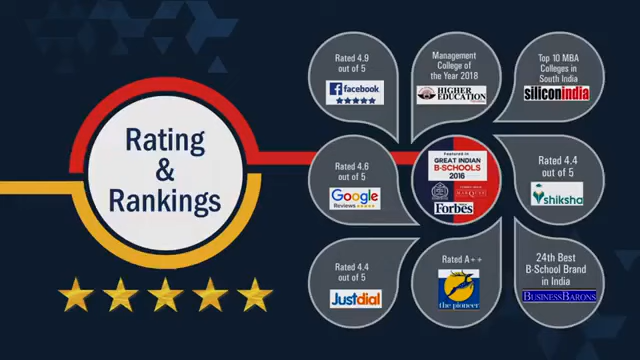 Rating
&
Rankings
Rated 4.9
out of 5
facebook
Management
College of
the Year 2018
HIGHER
EDUCATION
Top 10 MBA
Colleges in
South India
siliconindia
Rated 4.6
out of 5
Google
Reviews
Featured in
GREAT INDIAN
B-SCHOOLS
2016
Forbes
Rated 4.4
out of 5
shiksha
Rated 4.4
out of 5
Justdial
Rated A++
the pioneer
24th Best
B-School Brand
in India
BUSINESSBARONS